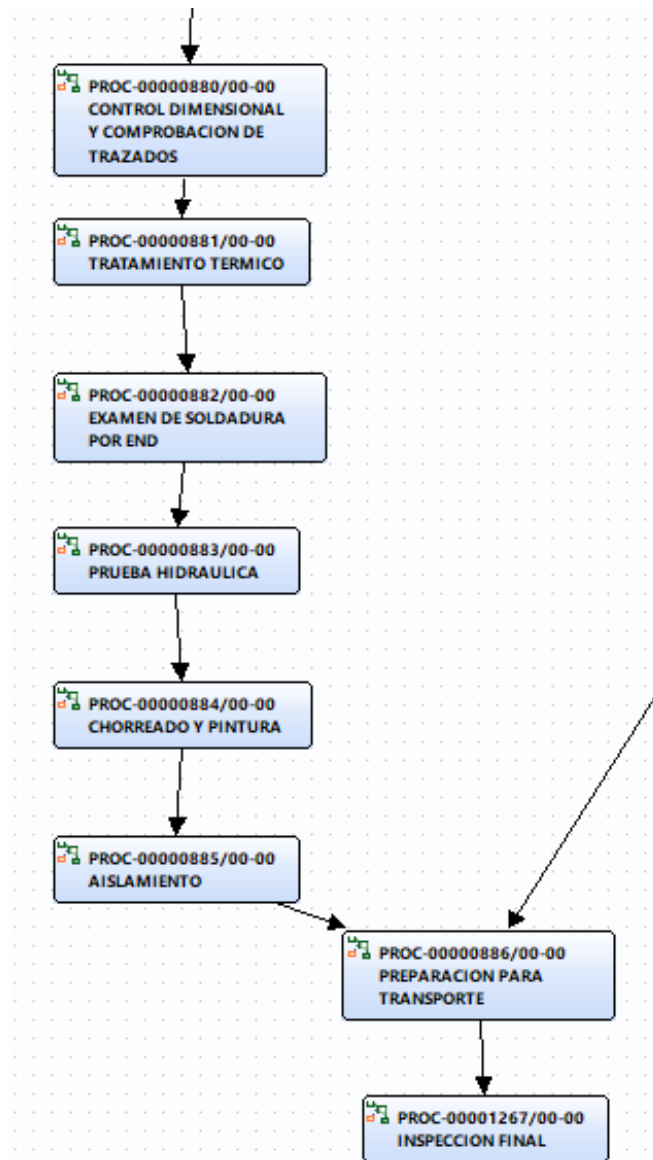 PROC-00000880/00-00
CONTROL DIMENSIONAL
Y COMPROBACION DE
TRAZADOS
PROC-00000881/00-00
TRATAMIENTO TERMICO
PROC-00000882/00-00
EXAMEN DE SOLDADURA
POR END
PROC-00000883/00-00
PRUEBA HIDRAULICA
PROC-00000884/00-00
CHORREADO Y PINTURA
PROC-00000885/00-00
AISLAMIENTO
PROC-00000886/00-00
PREPARACION PARA
TRANSPORTE
PROC-00001267/00-00
INSPECCION FINAL